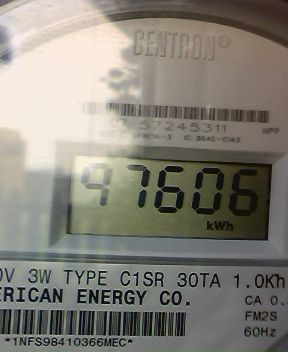 CENTRON®
57245311 HPP
97606
kWh
0V 3W TYPE C1SR 30TA 1.0Kh
ERICAN ENERGY CO. CA 0.
FM2S
*1NFS98410366MEC* 60Hz